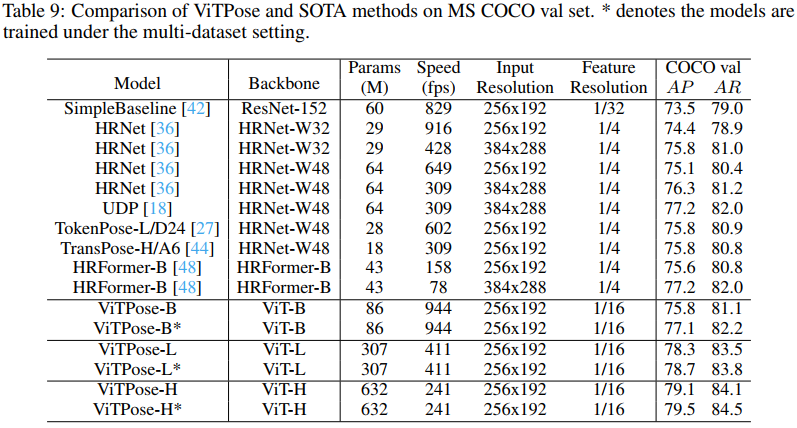 Table 9: Comparison of ViTPose and SOTA methods on MS COCO val set. * denotes the models are
trained under the multi-dataset setting.
Model Backbone Params (M) Speed (fps) Input Resolution Feature Resolution COCO val AP AR
SimpleBaseline [42] ResNet-152 60 829 256x192 1/32 73.5 79.0
HRNet [36] HRNet-W32 29 916 256x192 1/4 74.4 78.9
HRNet [36] HRNet-W32 29 428 384x288 1/4 75.8 81.0
HRNet [36] HRNet-W48 64 649 256x192 1/4 75.1 80.4
HRNet [36] HRNet-W48 64 309 384x288 1/4 76.3 81.2
UDP [18] HRNet-W48 64 309 384x288 1/4 77.2 82.0
TokenPose-L/D24 [27] HRNet-W48 28 602 256x192 1/4 75.8 80.9
TransPose-H/A6 [44] HRNet-W48 18 309 256x192 1/4 75.8 80.8
HRFormer-B [48] HRFormer-B 43 158 256x192 1/4 75.6 80.8
HRFormer-B [48] HRFormer-B 43 78 384x288 1/4 77.2 82.0
ViTPose-B ViT-B 86 944 256x192 1/16 75.8 81.1
ViTPose-B* ViT-B 86 944 256x192 1/16 77.1 82.2
ViTPose-L ViT-L 307 411 256x192 1/16 78.3 83.5
ViTPose-L* ViT-L 307 411 256x192 1/16 78.7 83.8
ViTPose-H ViT-H 632 241 256x192 1/16 79.1 84.1
ViTPose-H* ViT-H 632 241 256x192 1/16 79.5 84.5